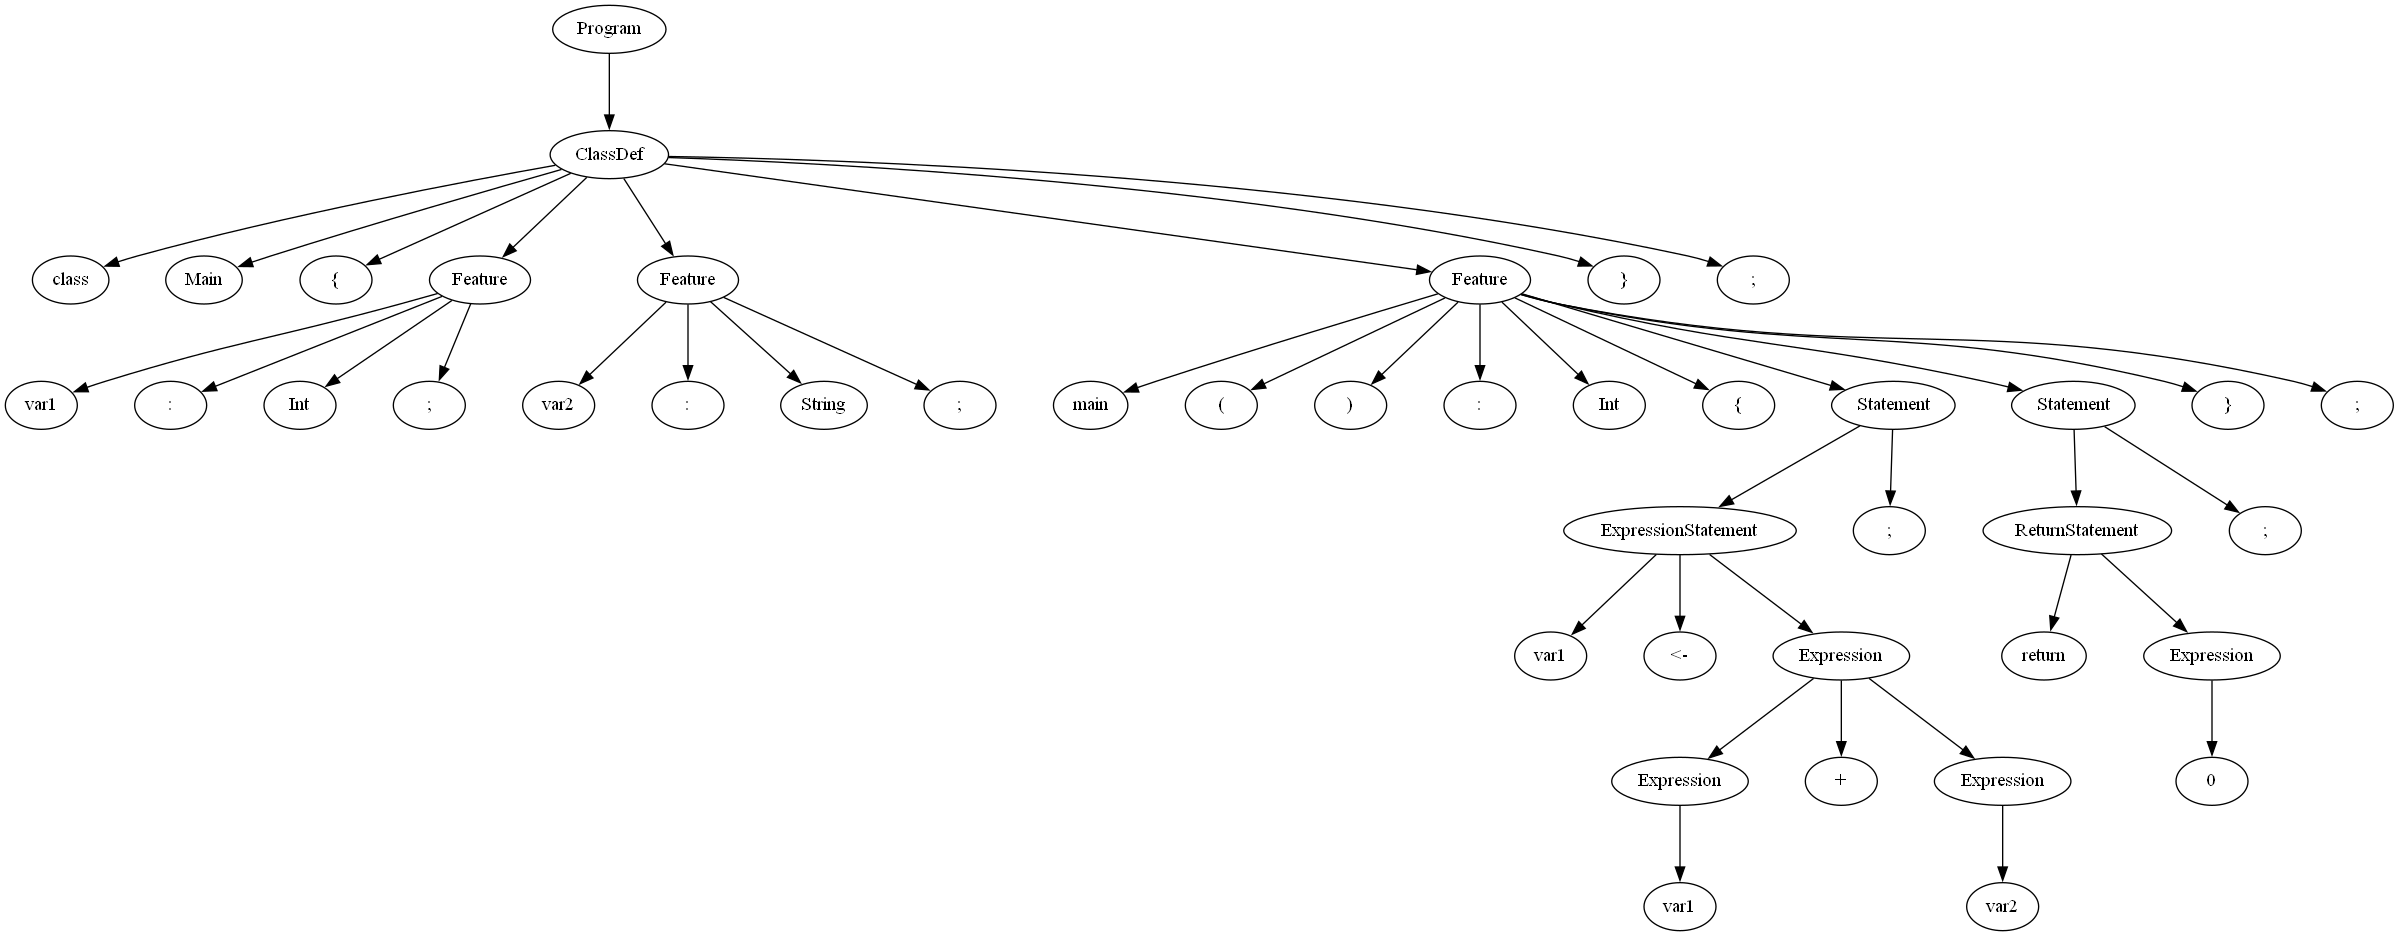 Program
ClassDef
class
Main
{
Feature
Feature
Feature
}
;
var1
:
Int
;
var2
:
String
;
main
(
)
:
Int
{
Statement
Statement
}
;
ExpressionStatement
;
ReturnStatement
;
var1
<-
Expression
return
Expression
Expression
+
Expression
0
var1
var2